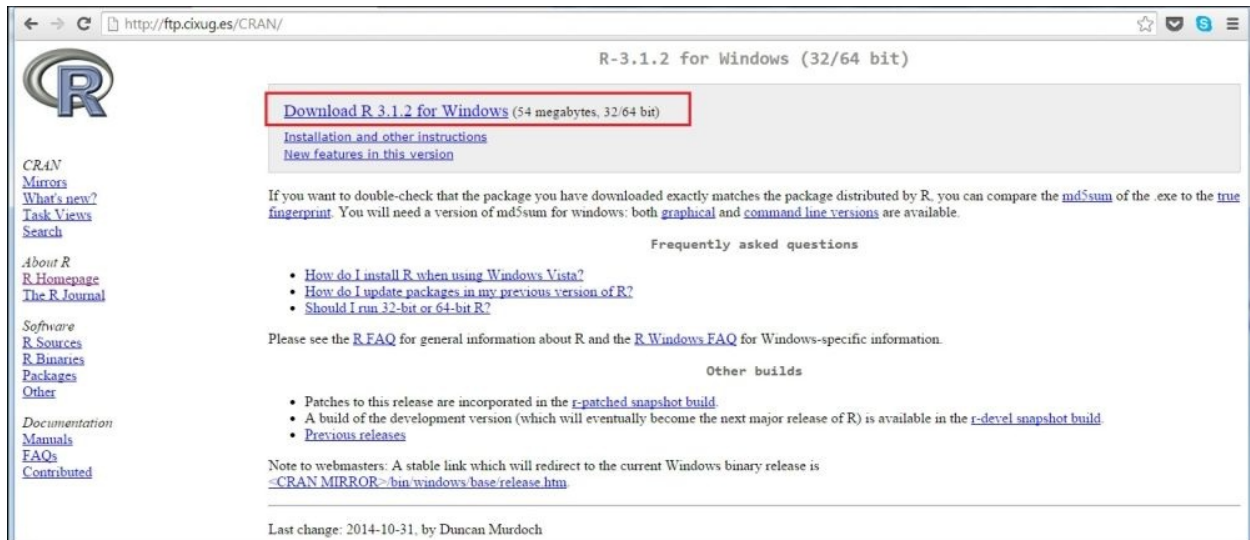 http://ftp.cixug.es/CRAN/
R
CRAN
Mirrors
What's new?
Task Views
Search
About R
R Homepage
The R Journal
Software
R Sources
R Binaries
Packages
Other
Documentation
Manuals
FAQs
Contributed
R-3.1.2 for Windows (32/64 bit)
Download R 3.1.2 for Windows (54 megabytes, 32/64 bit)
Installation and other instructions
New features in this version
If you want to double-check that the package you have downloaded exactly matches the package distributed by R, you can compare the md5sum of the .exe to the true
fingerprint. You will need a version of md5sum for windows: both graphical and command line versions are available.
Frequently asked questions
• How do I install R when using Windows Vista?
• How do I update packages in my previous version of R?
• Should I run 32-bit or 64-bit R?
Please see the R FAQ for general information about R and the R Windows FAQ for Windows-specific information.
Other builds
• Patches to this release are incorporated in the r-patched snapshot build.
• A build of the development version (which will eventually become the next major release of R) is available in the r-devel snapshot build.
• Previous releases
Note to webmasters: A stable link which will redirect to the current Windows binary release is
<CRAN MIRROR>/bin/windows/base/release.htm.
Last change: 2014-10-31, by Duncan Murdoch